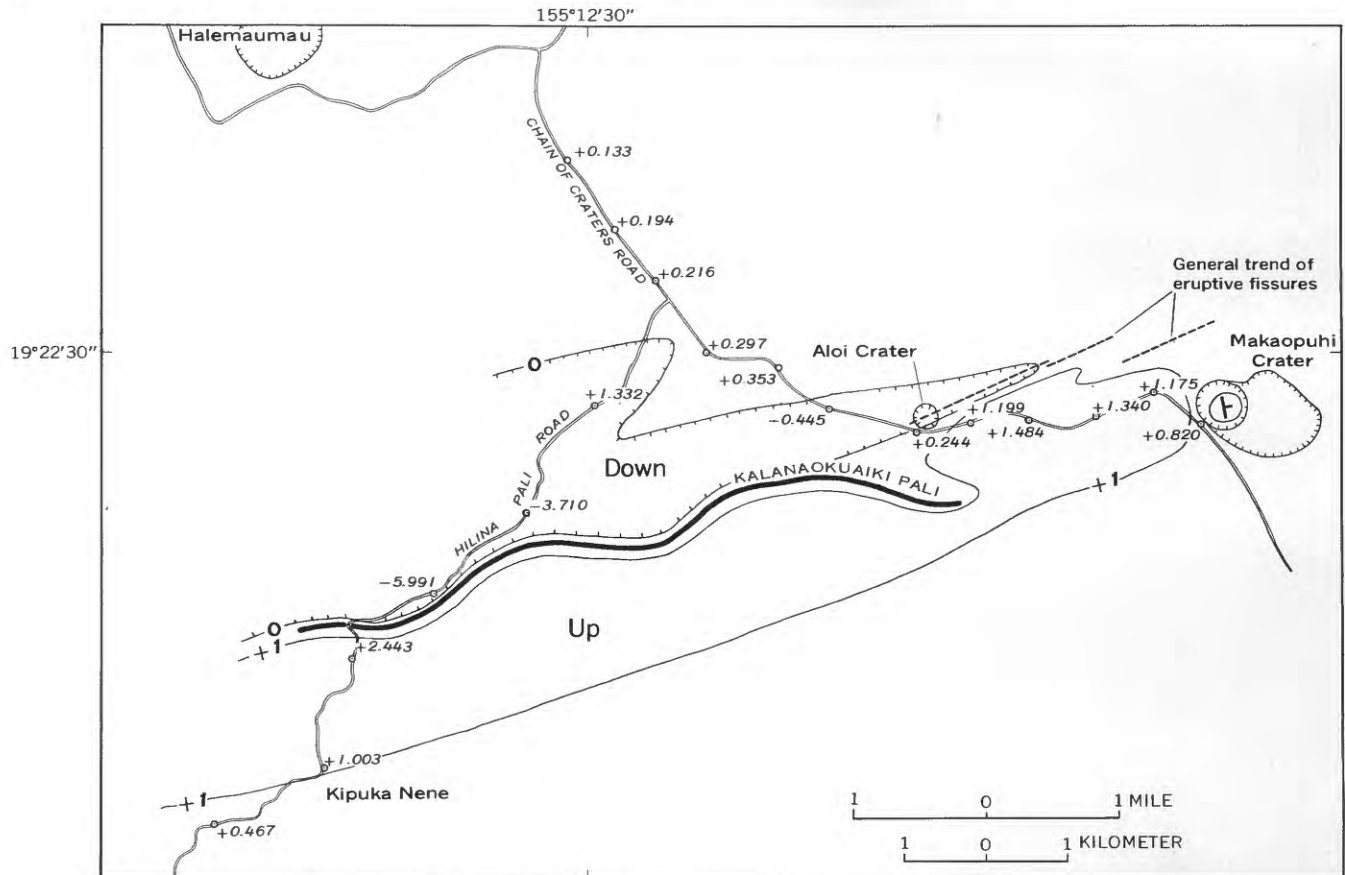 155°12'30"
Halemaumau
CHAIN OF CRATERS ROAD
+0.133
+0.194
+0.216
General trend of
eruptive fissures
19°22'30"
0
+0.297
Aloi Crater
Makaopuhi
Crater
+0.353
+1.332
-0.445
+1.199
+1.175
+1.340
+0.244
+1.484
+0.820
HILINA PALI ROAD
Down
KALANAOKUAIKI PALI
+1
-3.710
-5.991
0
+1
Up
+2.443
+1.003
+1
Kipuka Nene
+0.467
1 0 1 MILE
1 0 1 KILOMETER